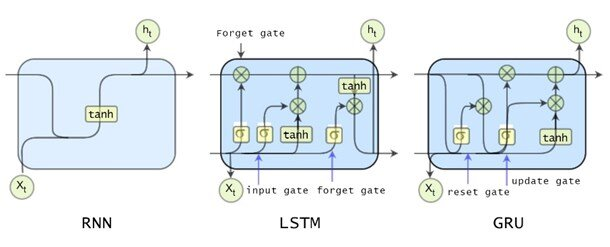 ht
tanh
Xt
RNN
Forget gate
ht
tanh
σ
σ
tanh
σ
Xt
input gate
forget gate
LSTM
ht
σ
σ
tanh
Xt
reset gate
update gate
GRU